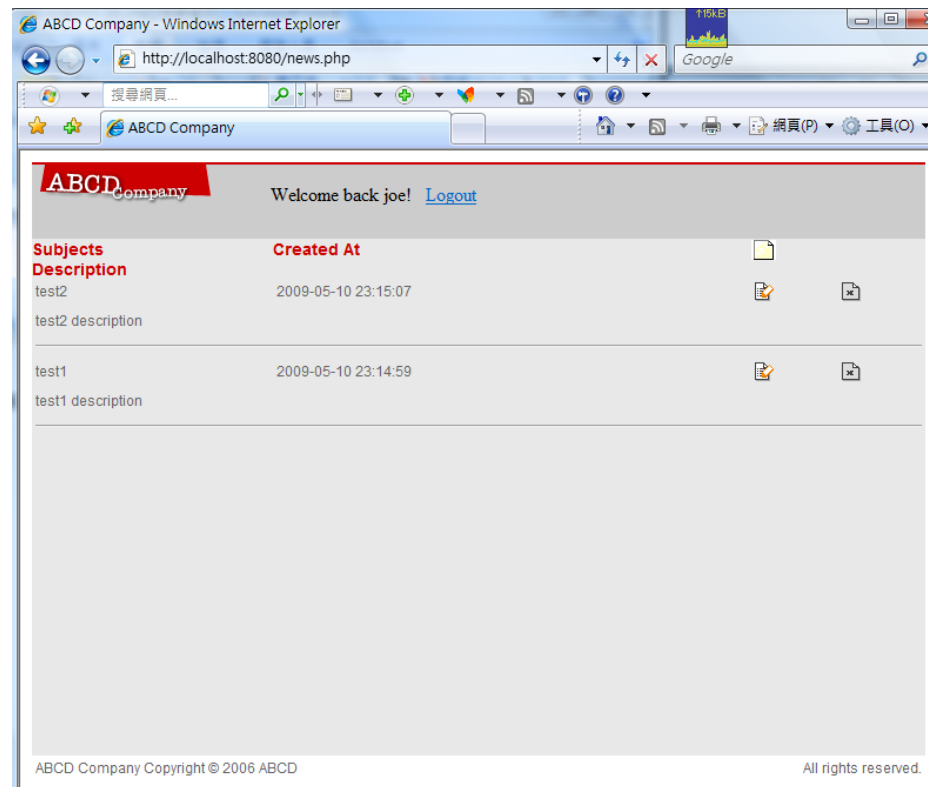 ABCD Company - Windows Internet Explorer
↑15kB
http://localhost:8080/news.php
Google
搜尋網頁...
ABCD Company
網頁(P)
工具(O)
ABCD Company
Welcome back joe! Logout
Subjects Created At
Description
test2 2009-05-10 23:15:07
test2 description
test1 2009-05-10 23:14:59
test1 description
ABCD Company Copyright © 2006 ABCD All rights reserved.